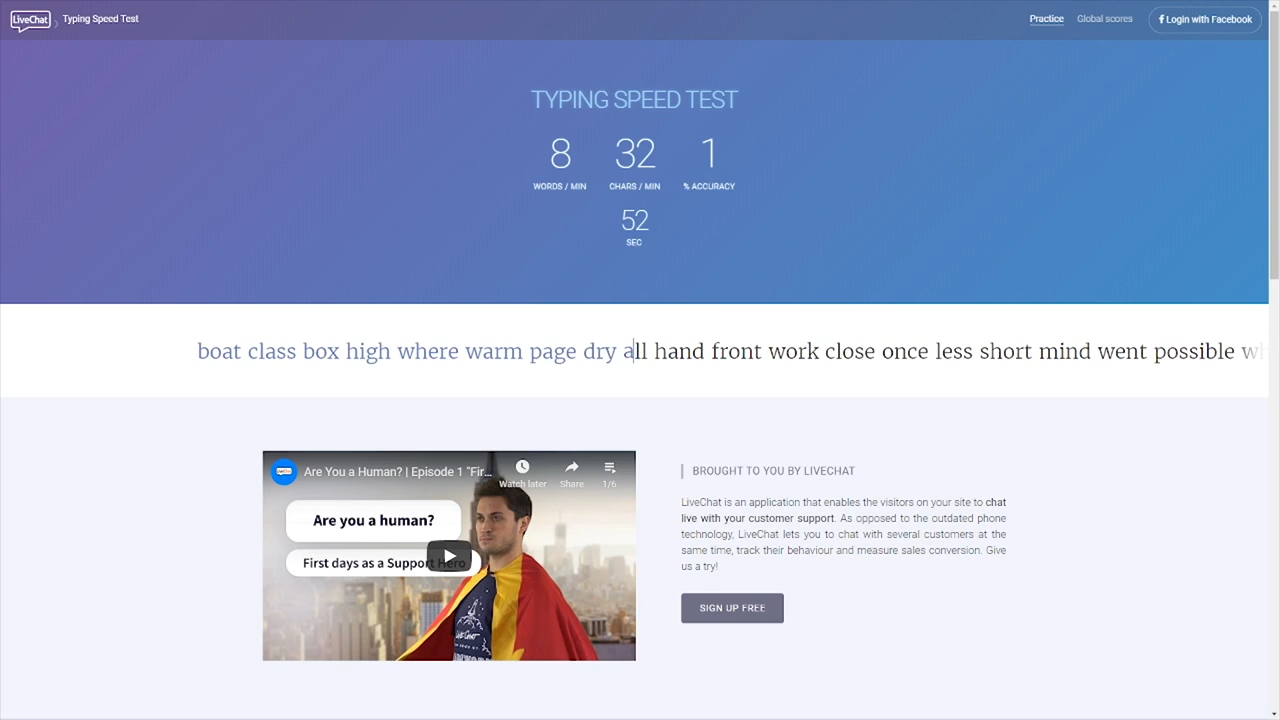 LiveChat
Typing Speed Test
Practice
Global scores
f Login with Facebook
TYPING SPEED TEST
8 32 1
WORDS / MIN CHARS / MIN % ACCURACY
52
SEC
boat class box high where warm page dry all hand front work close once less short mind went possible
Are You a Human? | Episode 1 "Fir...
Watch later
Share
1/6
Are you a human?
First days as a Support Hero
LiveChat
BROUGHT TO YOU BY LIVECHAT
LiveChat is an application that enables the visitors on your site to chat
live with your customer support. As opposed to the outdated phone
technology, LiveChat lets you to chat with several customers at the
same time, track their behaviour and measure sales conversion. Give
us a try!
SIGN UP FREE